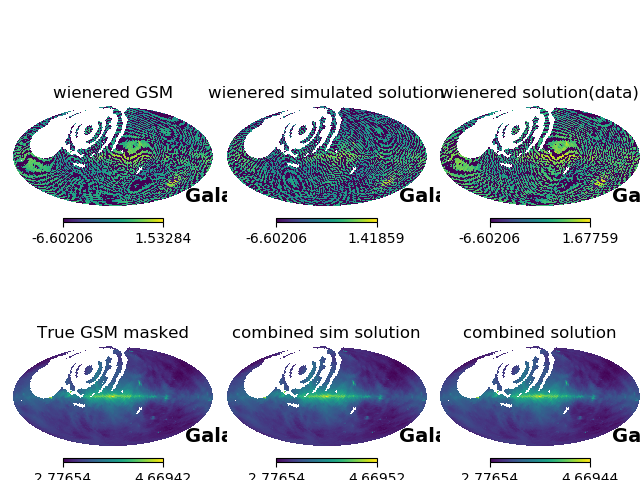 wienered GSM
wienered simulated solution
wienered solution(data)
Gala
Gala
Ga
-6.60206
1.53284
-6.60206
1.41859
-6.60206
1.67759
True GSM masked
combined sim solution
combined solution
Gala
Gala
Ga
2.77654
4.66942
2.77654
4.66952
2.77654
4.66944